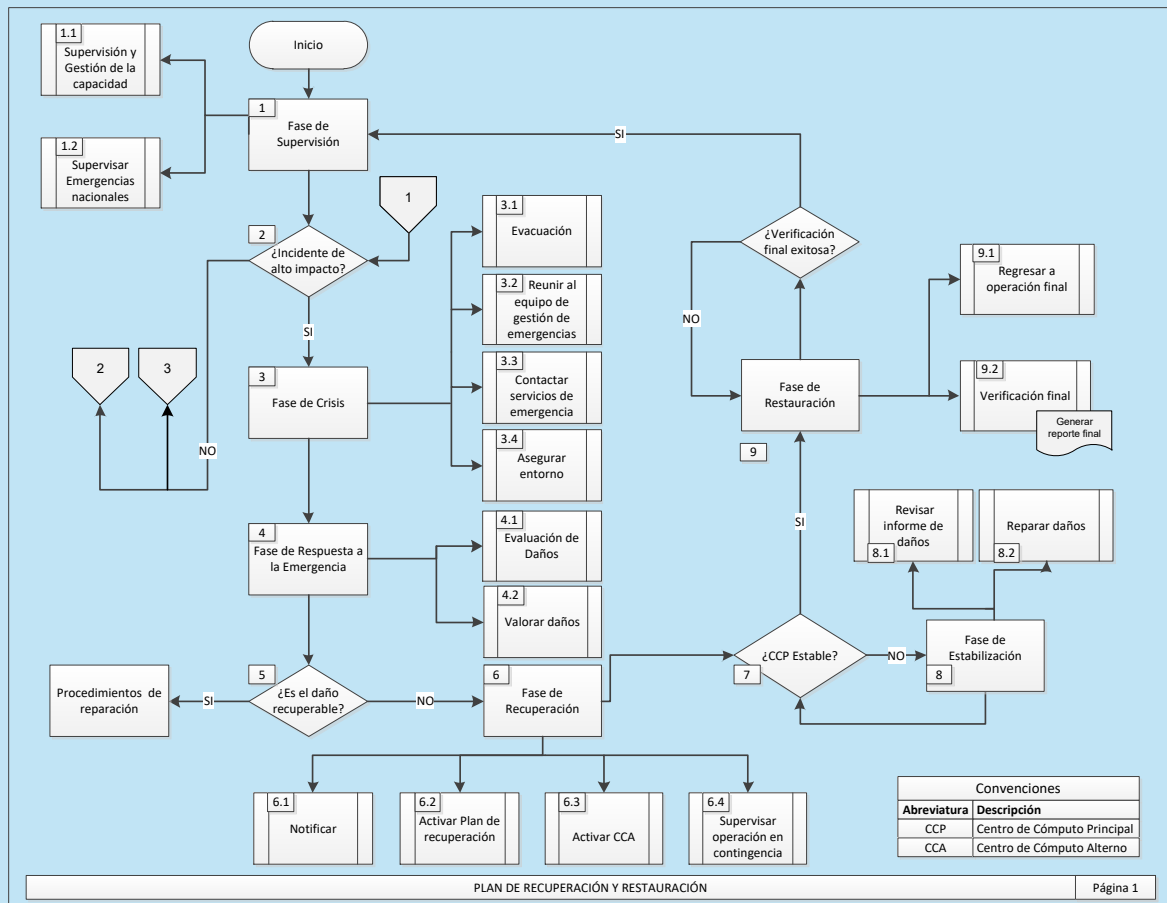 1.1
Supervisión y
Gestión de la
capacidad
Inicio
1
Fase de
Supervisión
1.2
Supervisar
Emergencias
nacionales
SI
1
2
¿Incidente de
alto impacto?
NO
SI
2
3
3
Fase de Crisis
3.1
Evacuación
3.2
Reunir al
equipo de
gestión de
emergencias
3.3
Contactar
servicios de
emergencia
3.4
Asegurar
entorno
4
Fase de Respuesta a
la Emergencia
4.1
Evaluación de
Daños
4.2
Valorar daños
5
¿Es el daño
recuperable?
SI
Procedimientos de
reparación
NO
6
Fase de
Recuperación
6.1
Notificar
6.2
Activar Plan de
recuperación
6.3
Activar CCA
6.4
Supervisar
operación en
contingencia
¿CCP Estable?
7
NO
Fase de
Estabilización
8
Revisar
informe de
daños
8.1
Reparar daños
8.2
SI
9
Fase de
Restauración
9.1
Regresar a
operación final
9.2
Verificación final
Generar
reporte final
¿Verificación
final exitosa?
NO
Convenciones
Abreviatura Descripción
CCP Centro de Cómputo Principal
CCA Centro de Cómputo Alterno
PLAN DE RECUPERACIÓN Y RESTAURACIÓN
Página 1